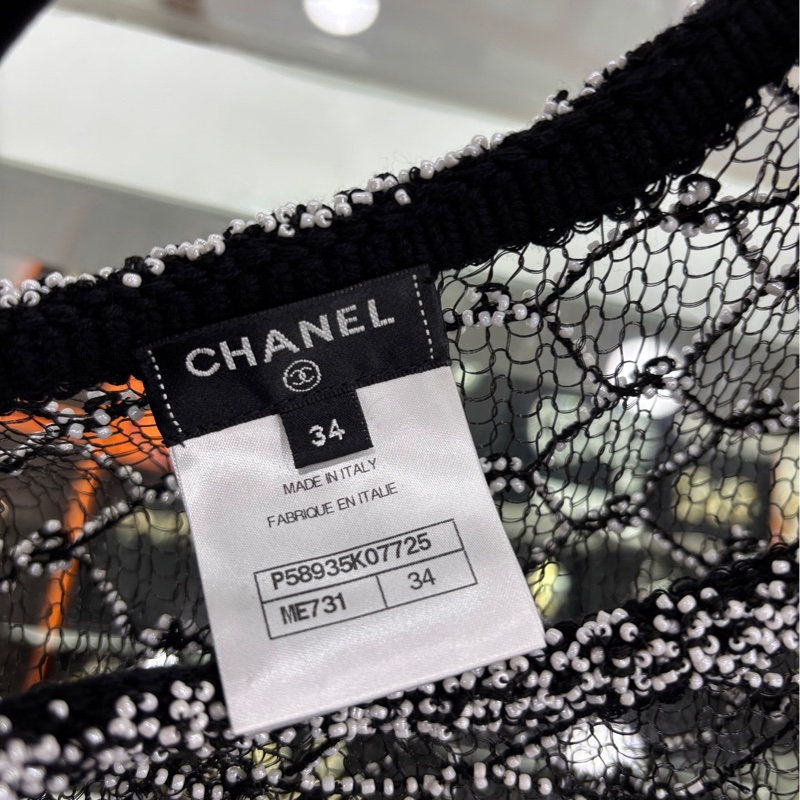 CHANEL
34
MADE IN ITALY
FABRIQUE EN ITALIE
P58935K07725
ME731 34